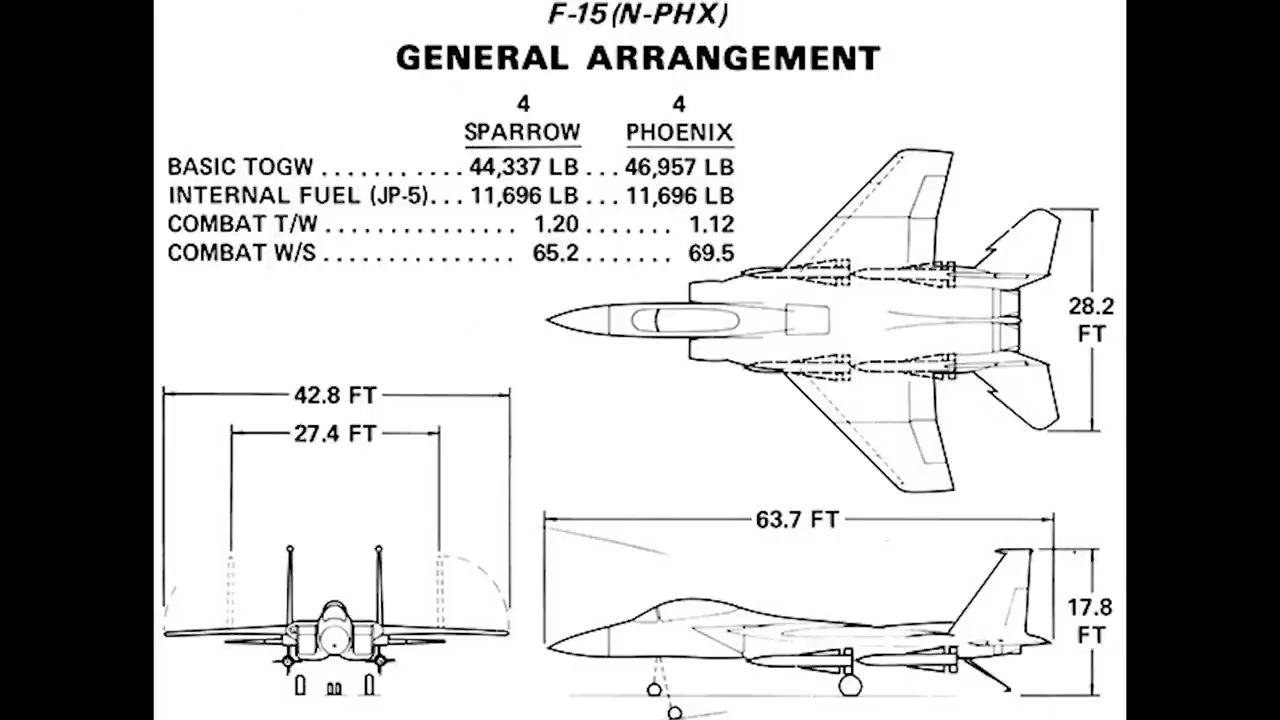 F-15(N-PHX)
GENERAL ARRANGEMENT
4 4
SPARROW PHOENIX
BASIC TOGW ........... 44,337 LB ... 46,957 LB
INTERNAL FUEL (JP-5)... 11,696 LB ... 11,696 LB
COMBAT T/W ............... 1.20 ....... 1.12
COMBAT W/S ............... 65.2 ....... 69.5
28.2
FT
42.8 FT
27.4 FT
63.7 FT
17.8
FT